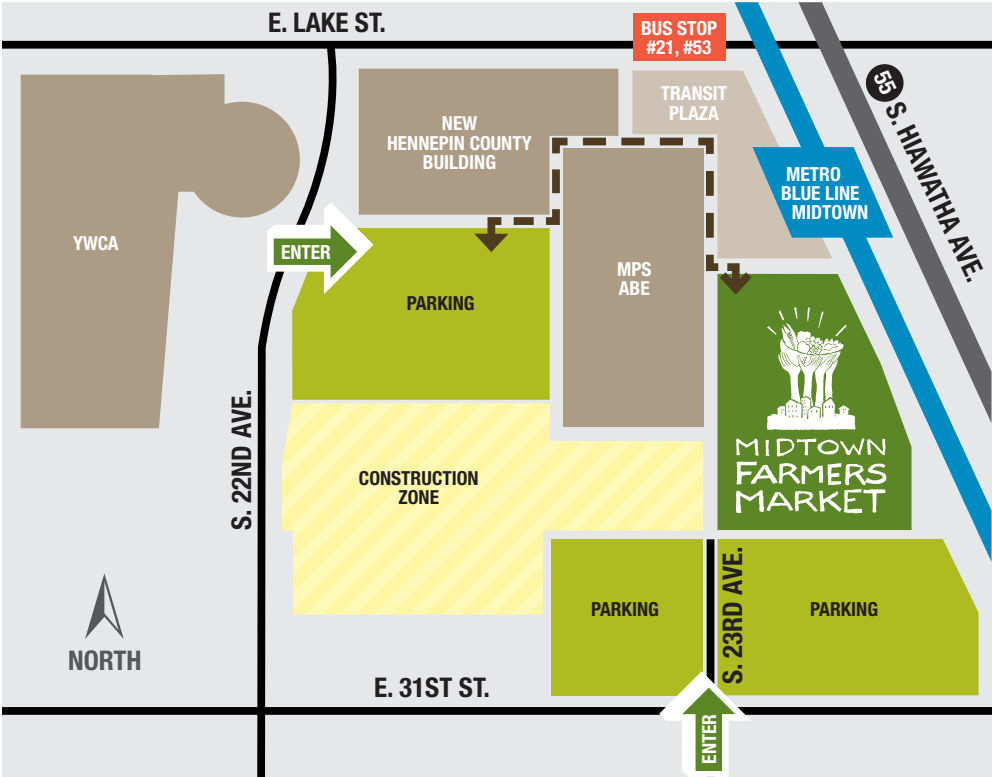 E. LAKE ST.
BUS STOP
#21, #53
55 S. HIAWATHA AVE.
TRANSIT
PLAZA
NEW
HENNEPIN COUNTY
BUILDING
METRO
BLUE LINE
MIDTOWN
YWCA
ENTER
MPS
ABE
PARKING
MIDTOWN
FARMERS
MARKET
S. 22ND AVE.
CONSTRUCTION
ZONE
PARKING
S. 23RD AVE.
PARKING
NORTH
E. 31ST ST.
ENTER